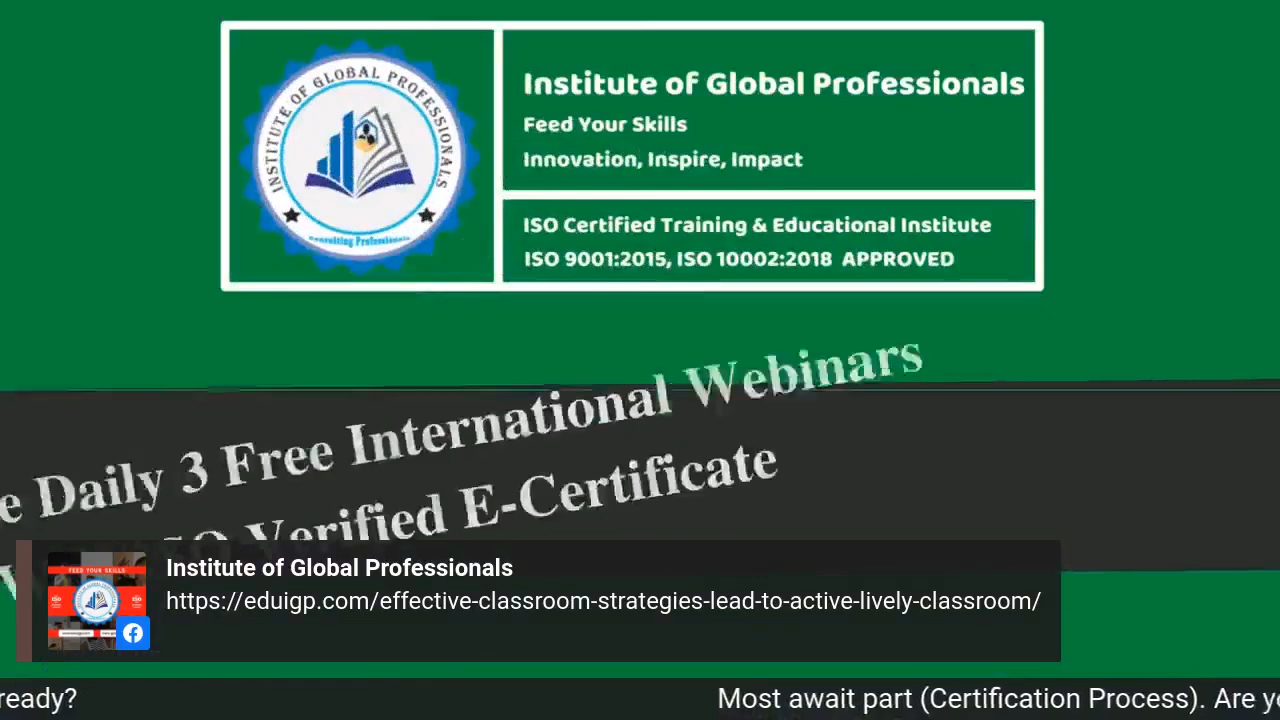 INSTITUTE OF GLOBAL PROFESSIONALS
Consulting Professionals
Institute of Global Professionals
Feed Your Skills
Innovation, Inspire, Impact
ISO Certified Training & Educational Institute
ISO 9001:2015, ISO 10002:2018 APPROVED
e Daily 3 Free International Webinars
ISO Verified E-Certificate
FEED YOUR SKILLS
Institute of Global Professionals
https://eduigp.com/effective-classroom-strategies-lead-to-active-lively-classroom/
ready?
Most await part (Certification Process). Are yo